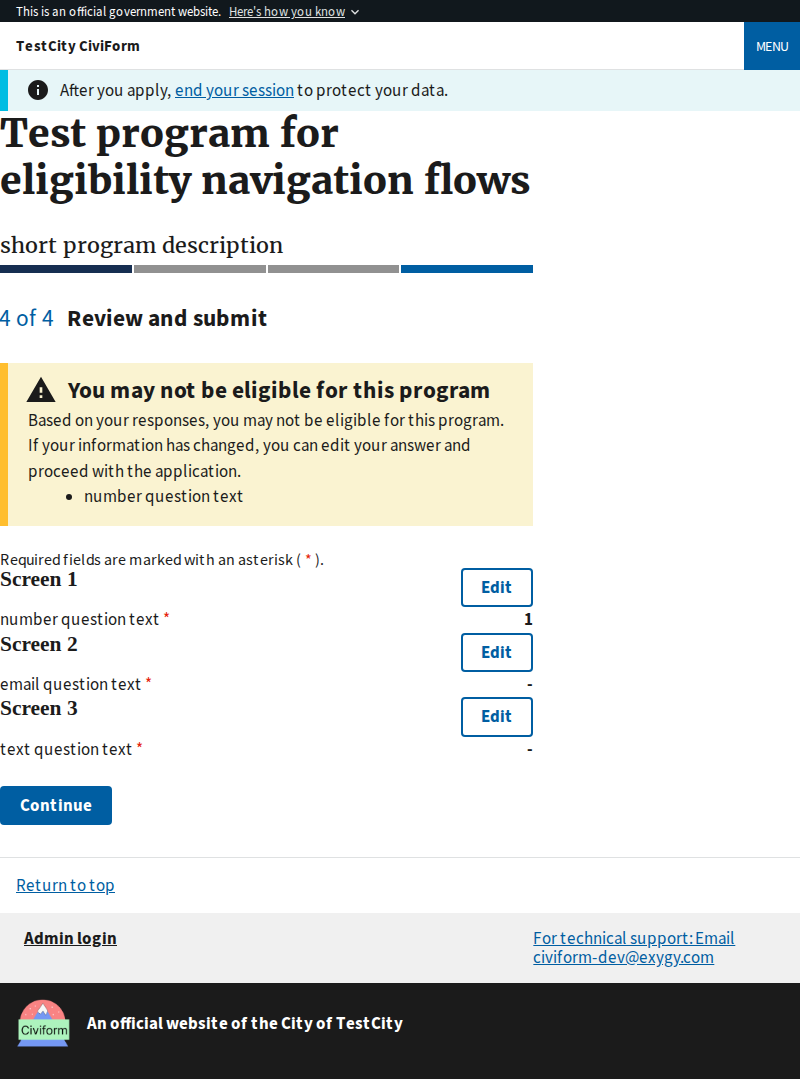 This is an official government website. Here's how you know
TestCity CiviForm
MENU
After you apply, end your session to protect your data.
Test program for
eligibility navigation flows
short program description
4 of 4 Review and submit
You may not be eligible for this program
Based on your responses, you may not be eligible for this program.
If your information has changed, you can edit your answer and
proceed with the application.
• number question text
Required fields are marked with an asterisk ( * ).
Screen 1
Edit
number question text * 1
Screen 2
Edit
email question text * -
Screen 3
Edit
text question text * -
Continue
Return to top
Admin login
For technical support: Email
civiform-dev@exygy.com
Civiform
An official website of the City of TestCity